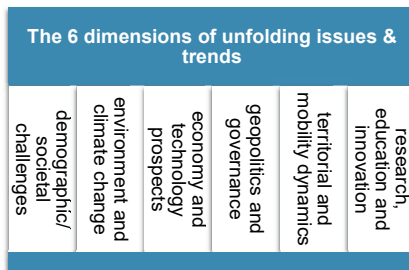 The 6 dimensions of unfolding issues &
trends
demographic/
societal
challenges
environment and
climate change
economy and
technology
prospects
geopolitics and
governance
territorial and
mobility dynamics
research,
education and
innovation